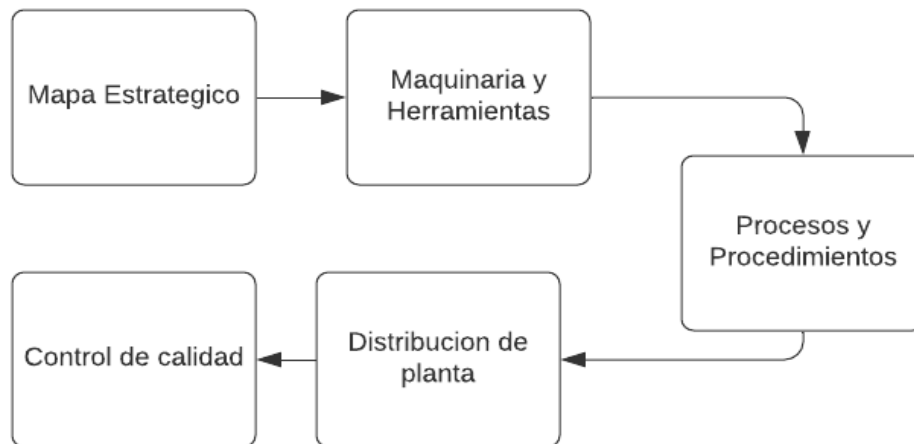 Mapa Estrategico
Maquinaria y
Herramientas
Procesos y
Procedimientos
Distribucion de
planta
Control de calidad